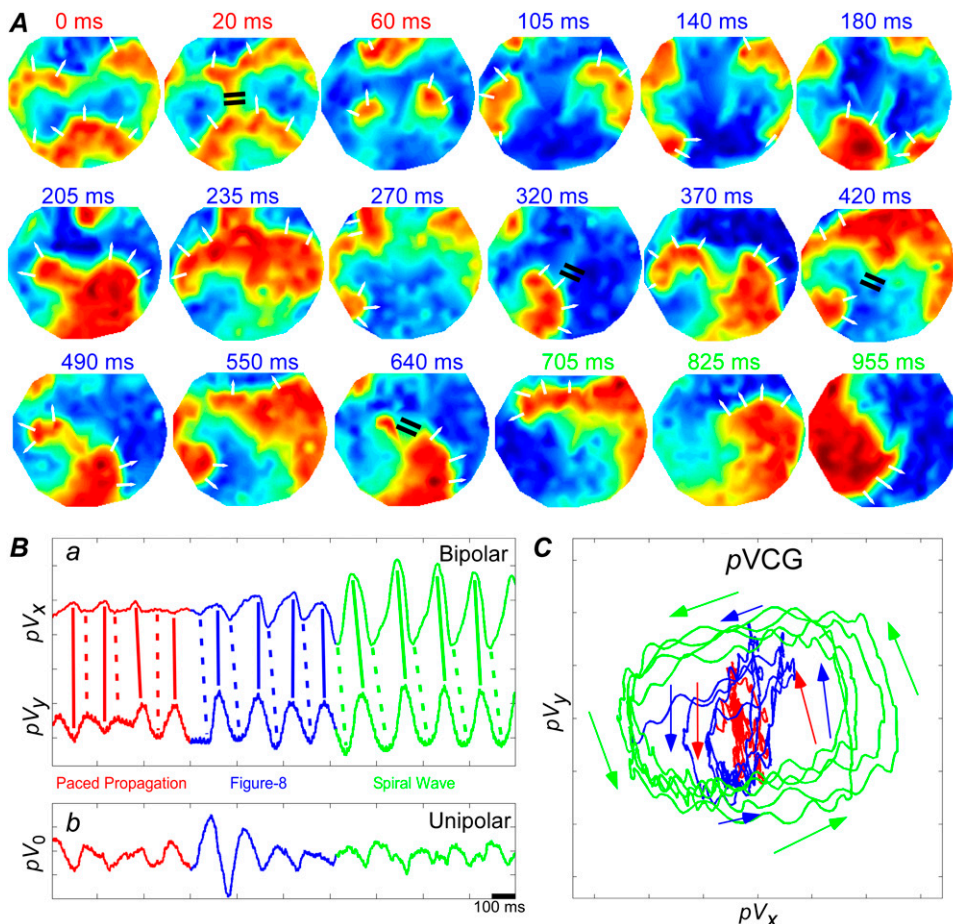 A
0 ms 20 ms 60 ms 105 ms 140 ms 180 ms
205 ms 235 ms 270 ms 320 ms 370 ms 420 ms
490 ms 550 ms 640 ms 705 ms 825 ms 955 ms
B a Bipolar
pVx
pVy
Paced Propagation Figure-8 Spiral Wave
b Unipolar
pV0
100 ms
C pVCG
pVy
pVx